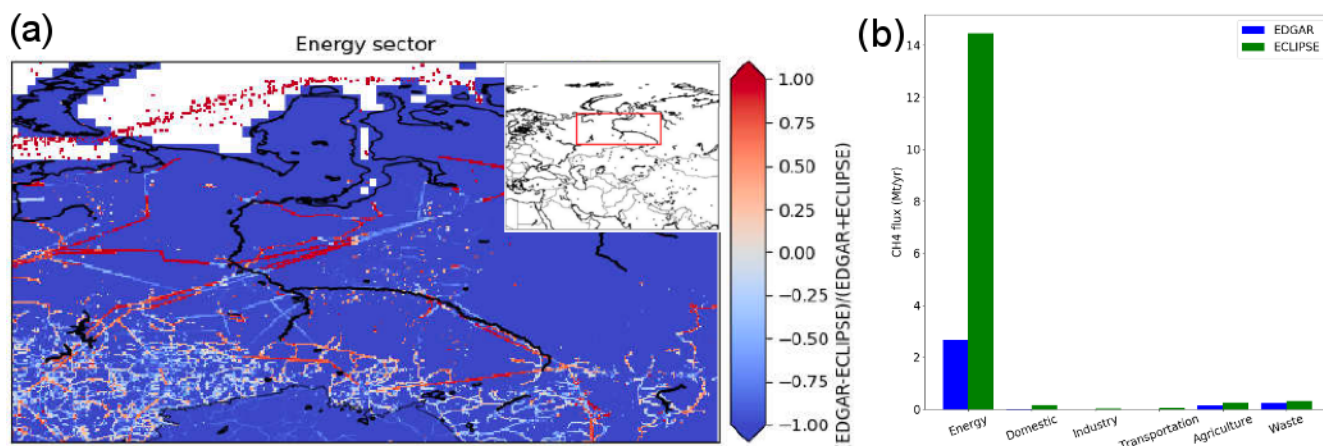 (a)
Energy sector
1.00
0.75
0.50
0.25
0.00
−0.25
−0.50
−0.75
−1.00
(EDGAR-ECLIPSE)/(EDGAR+ECLIPSE)
(b)
EDGAR
ECLIPSE
14
12
10
8
6
4
2
0
CH4 flux (Mt/yr)
Energy
Domestic
Industry
Transportation
Agriculture
Waste